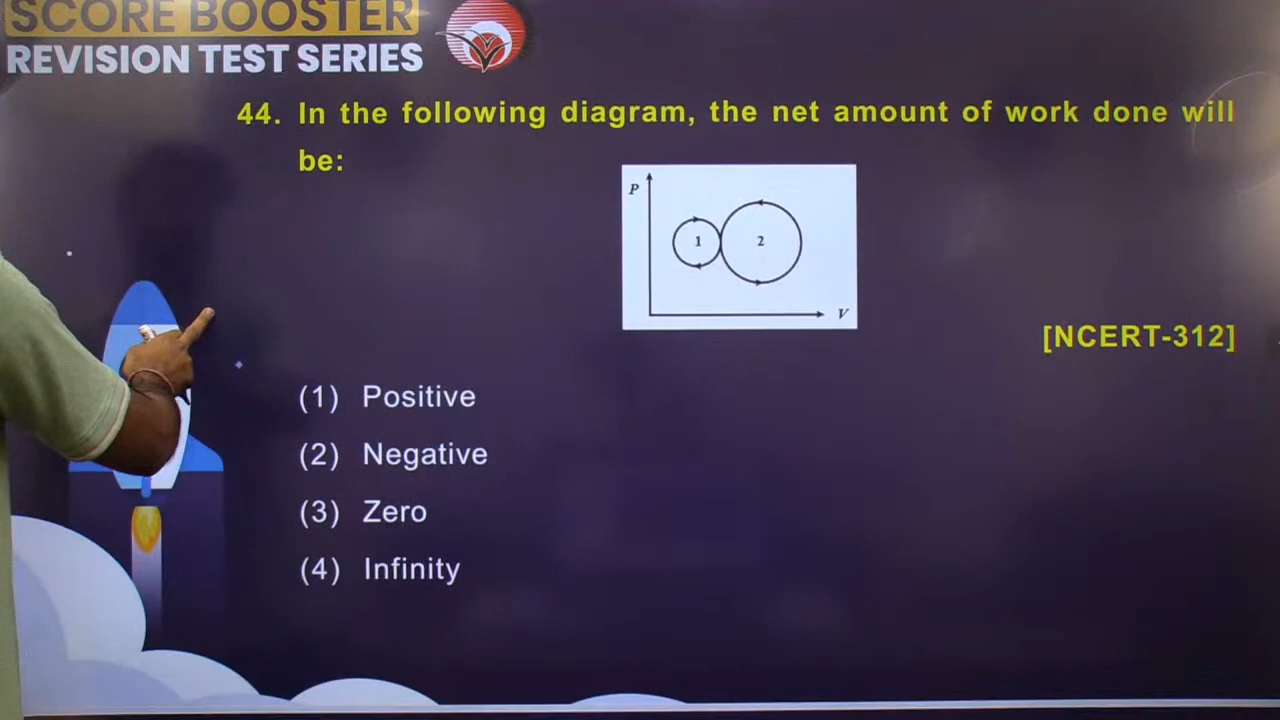 SCORE BOOSTER
REVISION TEST SERIES
44. In the following diagram, the net amount of work done will
be:
P
1
2
V
[NCERT-312]
(1) Positive
(2) Negative
(3) Zero
(4) Infinity